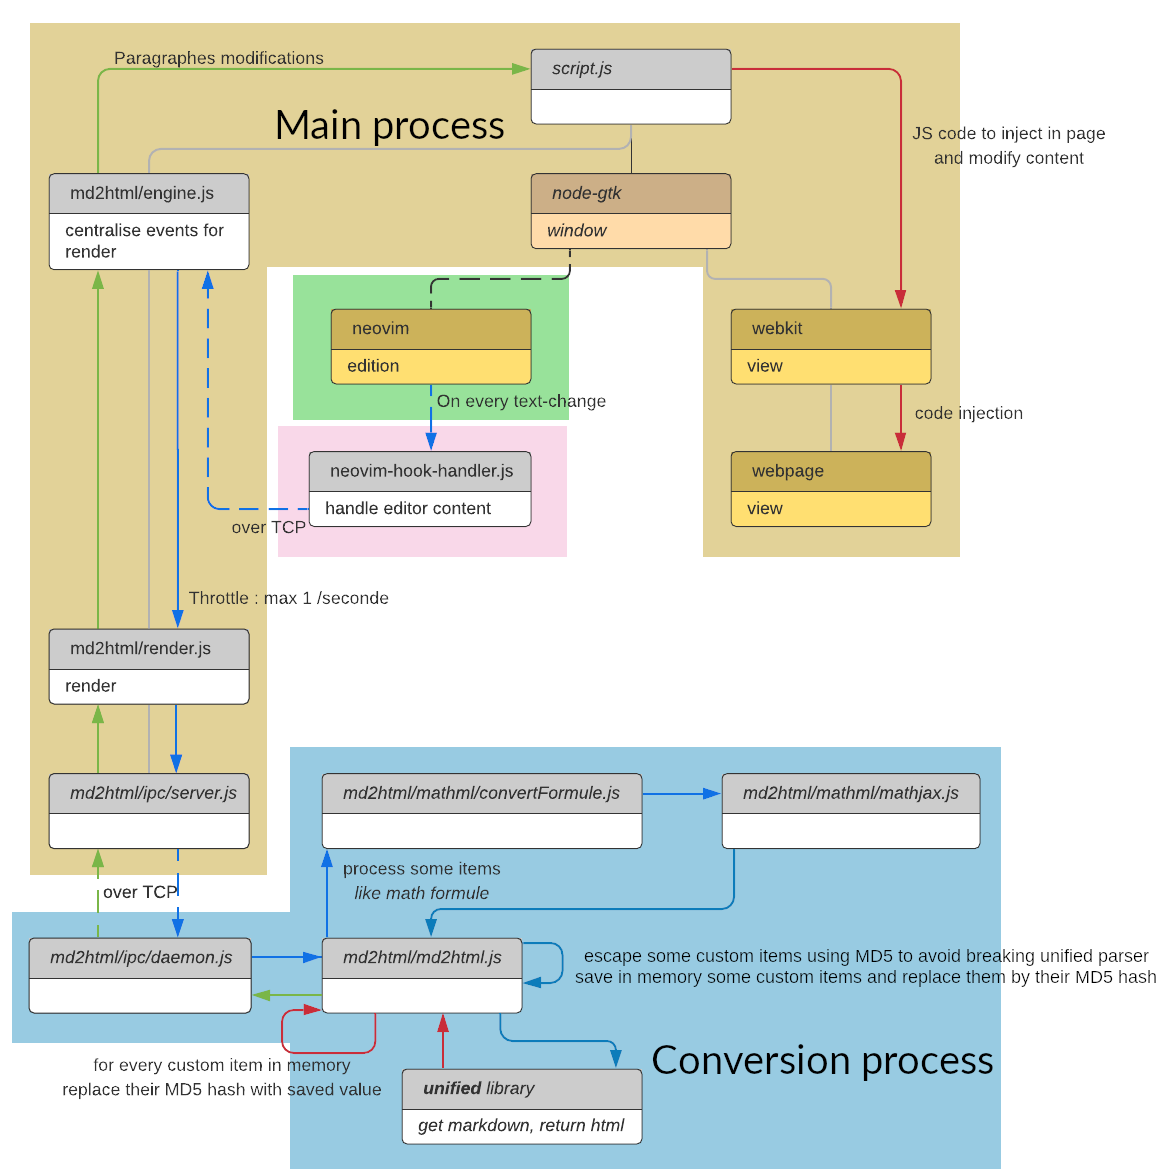 Paragraphes modifications
script.js
Main process
JS code to inject in page
and modify content
md2html/engine.js
centralise events for
render
node-gtk
window
neovim
edition
webkit
view
On every text-change
code injection
neovim-hook-handler.js
handle editor content
webpage
view
over TCP
Throttle : max 1 /seconde
md2html/render.js
render
md2html/ipc/server.js
md2html/mathml/convertFormule.js
md2html/mathml/mathjax.js
process some items
like math formule
over TCP
md2html/ipc/daemon.js
md2html/md2html.js
escape some custom items using MD5 to avoid breaking unified parser
save in memory some custom items and replace them by their MD5 hash
for every custom item in memory
replace their MD5 hash with saved value
Conversion process
unified library
get markdown, return html